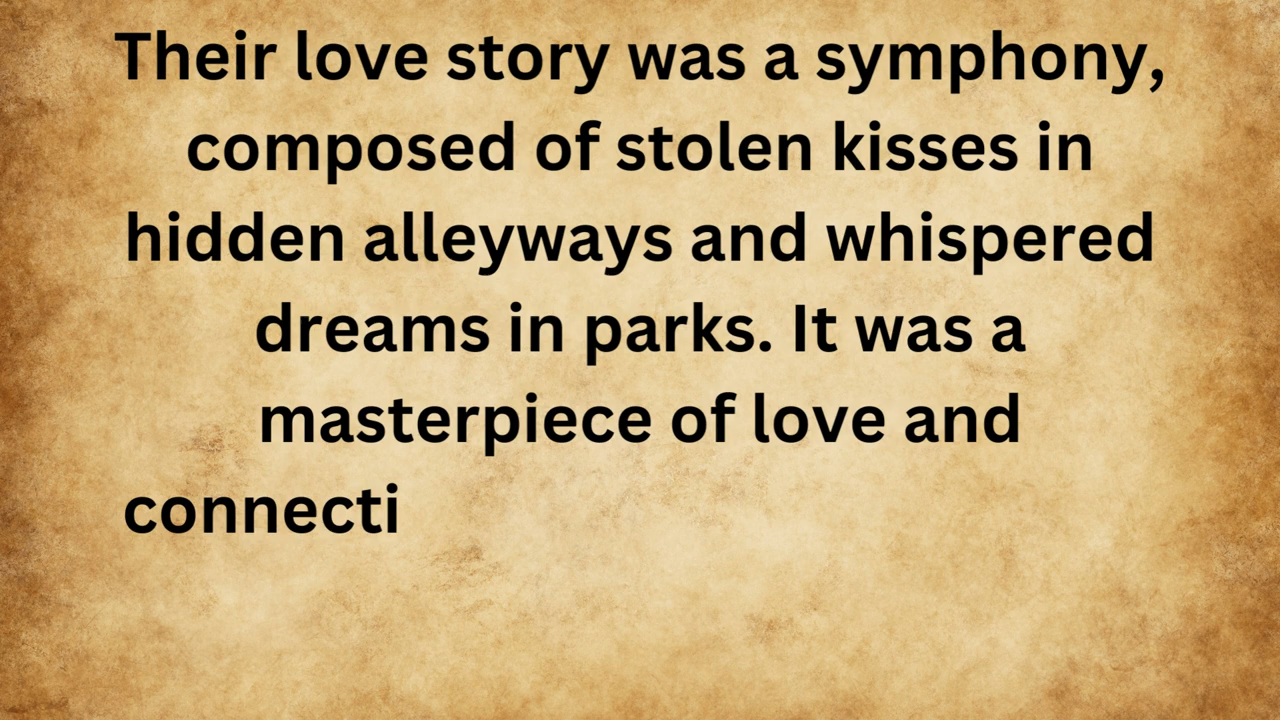 Their love story was a symphony,
composed of stolen kisses in
hidden alleyways and whispered
dreams in parks. It was a
masterpiece of love and
connecti